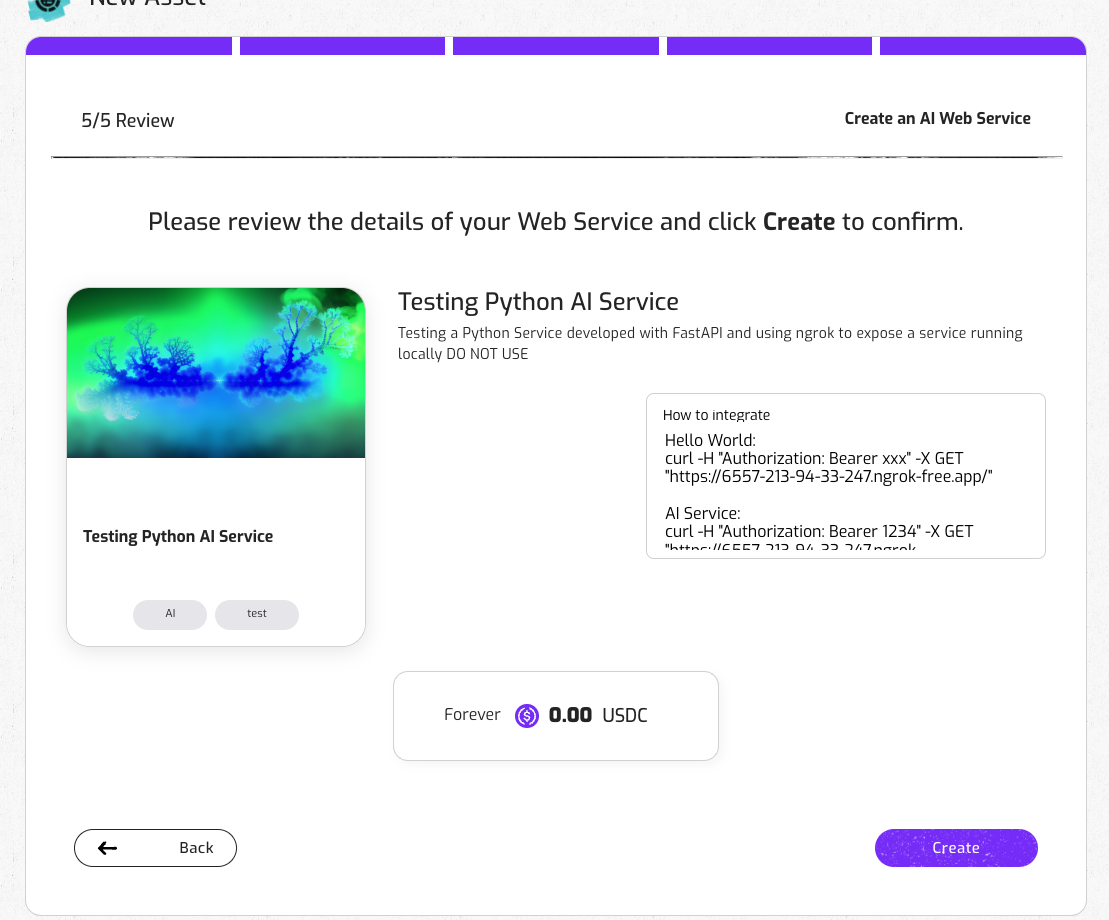 New Asset
5/5 Review
Create an AI Web Service
Please review the details of your Web Service and click Create to confirm.
Testing Python AI Service
Testing a Python Service developed with FastAPI and using ngrok to expose a service running
locally DO NOT USE
How to integrate
Hello World:
curl -H "Authorization: Bearer xxx" -X GET
"https://6557-213-94-33-247.ngrok-free.app/"
AI Service:
curl -H "Authorization: Bearer 1234" -X GET
"https://6557-213-94-33-247.ngrok
Testing Python AI Service
AI
test
Forever 0.00 USDC
Back
Create